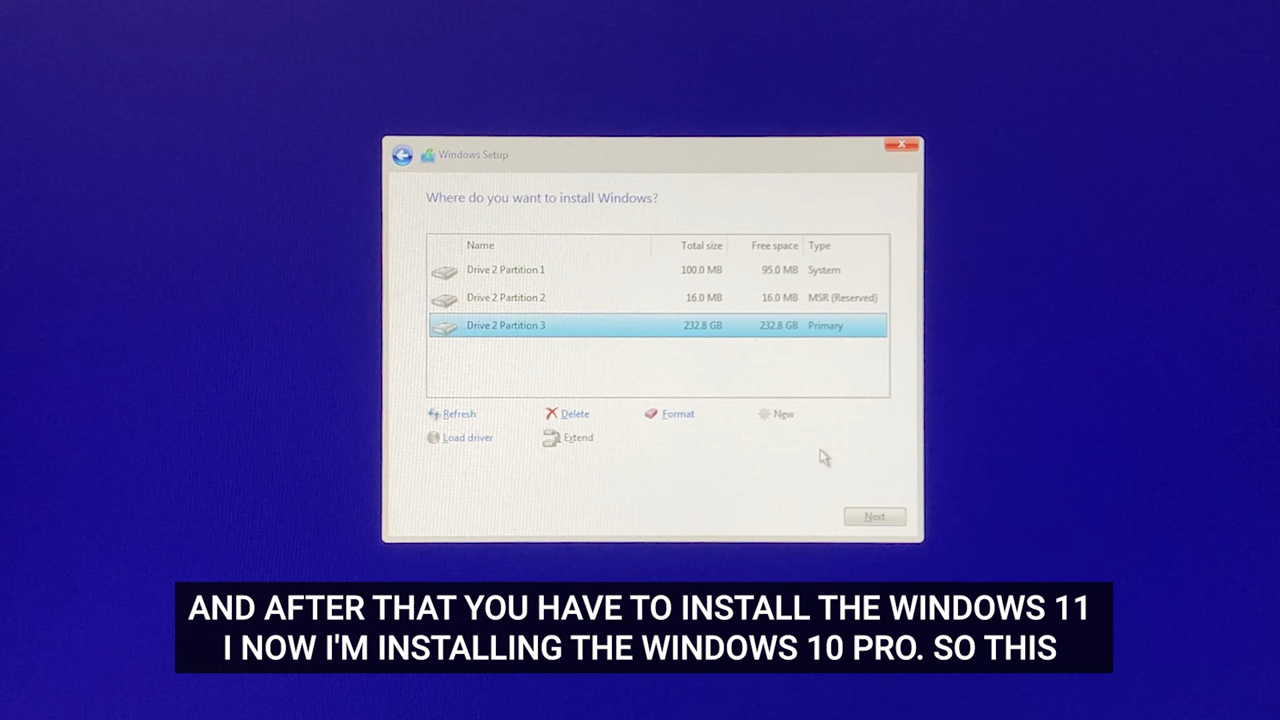 Windows Setup
Where do you want to install Windows?
Name Total size Free space Type
Drive 2 Partition 1 100.0 MB 95.0 MB System
Drive 2 Partition 2 16.0 MB 16.0 MB MSR (Reserved)
Drive 2 Partition 3 232.8 GB 232.8 GB Primary
Refresh Delete Format New
Load driver Extend
Next
AND AFTER THAT YOU HAVE TO INSTALL THE WINDOWS 11
I NOW I'M INSTALLING THE WINDOWS 10 PRO. SO THIS